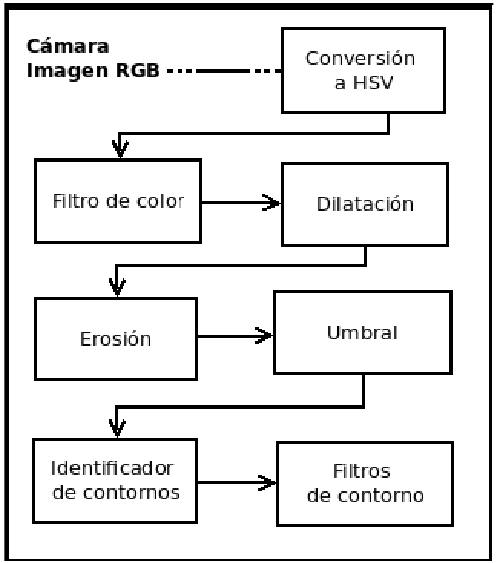 Cámara
Imagen RGB
Conversión
a HSV
Filtro de color
Dilatación
Erosión
Umbral
Identificador
de contornos
Filtros
de contorno